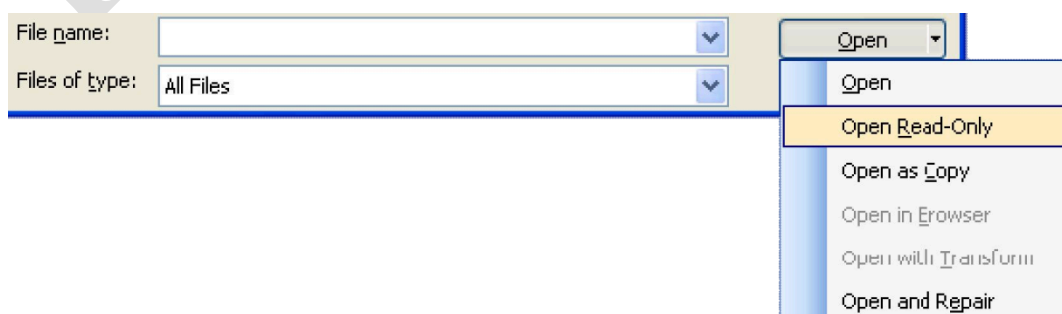 File name:
Open
Files of type:
All Files
Open
Open Read-Only
Open as Copy
Open in Browser
Open with Transform
Open and Repair